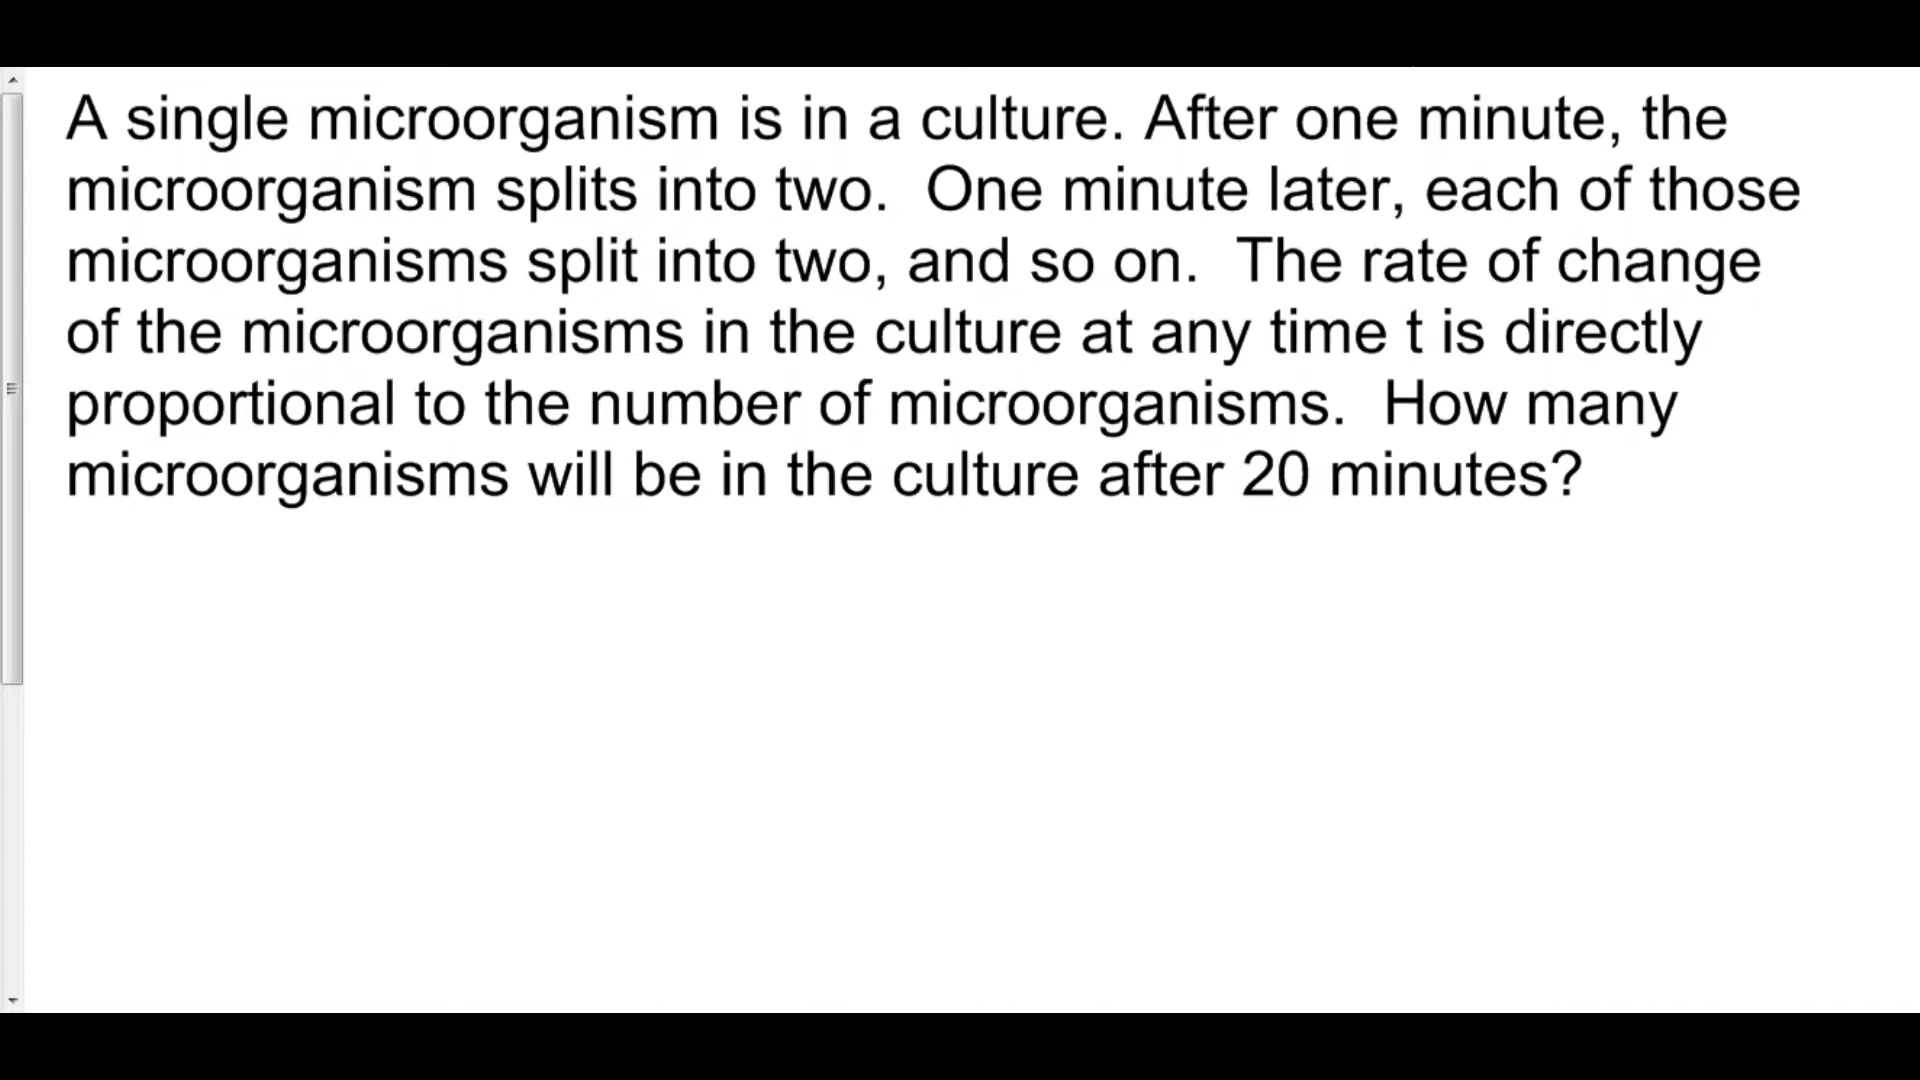 A single microorganism is in a culture. After one minute, the
microorganism splits into two.  One minute later, each of those
microorganisms split into two, and so on.  The rate of change
of the microorganisms in the culture at any time t is directly
proportional to the number of microorganisms.  How many
microorganisms will be in the culture after 20 minutes?